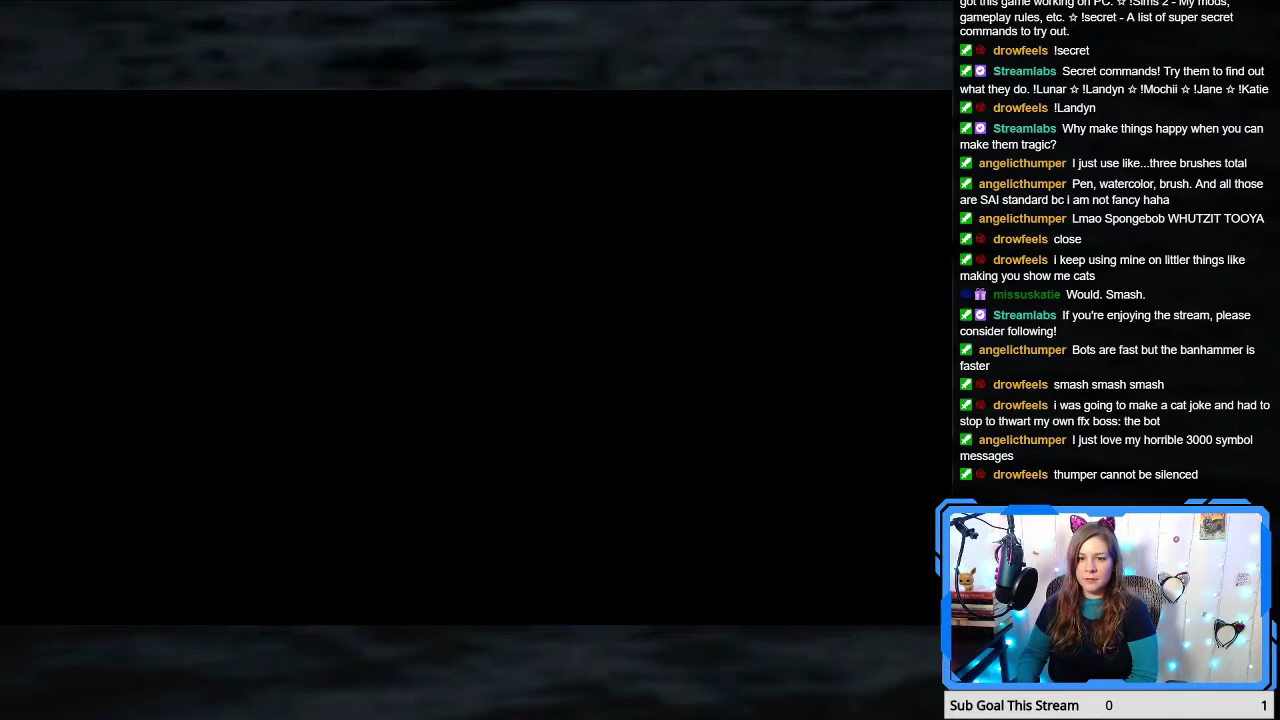 got this game working on PC. ☆ !Sims 2 - My mods,
gameplay rules, etc. ☆ !secret - A list of super secret
commands to try out.
drowfeels !secret
Streamlabs Secret commands! Try them to find out
what they do. !Lunar ☆ !Landyn ☆ !Mochii ☆ !Jane ☆ !Katie
drowfeels !Landyn
Streamlabs Why make things happy when you can
make them tragic?
angelicthumper I just use like...three brushes total
angelicthumper Pen, watercolor, brush. And all those
are SAI standard bc i am not fancy haha
angelicthumper Lmao Spongebob WHUTZIT TOOYA
drowfeels close
drowfeels i keep using mine on littler things like
making you show me cats
missuskatie Would. Smash.
Streamlabs If you're enjoying the stream, please
consider following!
angelicthumper Bots are fast but the banhammer is
faster
drowfeels smash smash smash
drowfeels i was going to make a cat joke and had to
stop to thwart my own ffx boss: the bot
angelicthumper I just love my horrible 3000 symbol
messages
drowfeels thumper cannot be silenced
Sub Goal This Stream 0 1